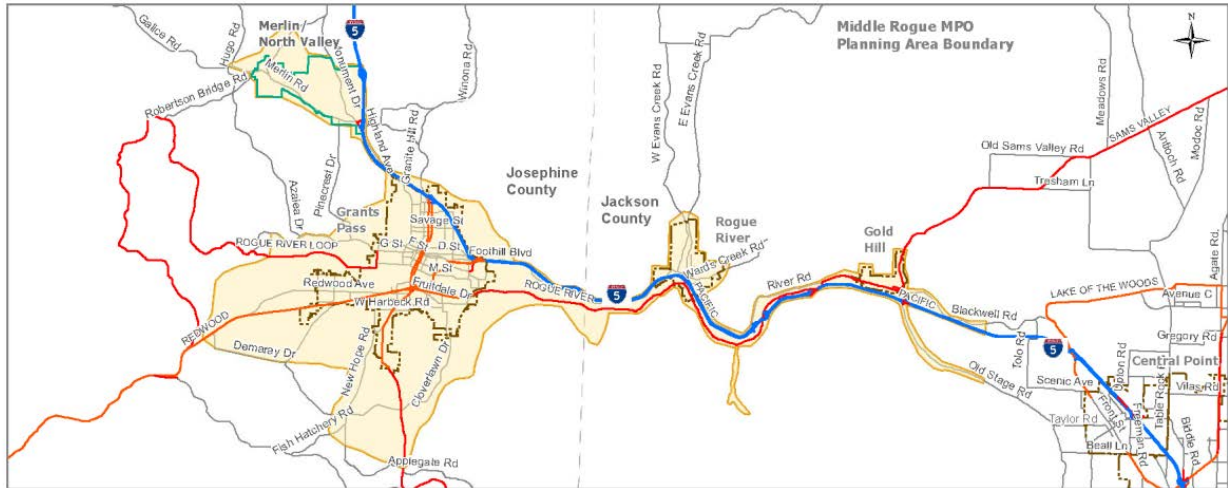 Middle Rogue MPO
Planning Area Boundary
N
Merlin/
North Valley
Galice Rd
Hugo Rd
Merlin Rd
Monument Dr
Robertson Bridge Rd
Winona Rd
Highland Ave
Granite Hill Rd
Azalea Dr
Pinecrest Dr
5
Josephine
County
Jackson
County
W Evans Creek Rd
E Evans Creek Rd
Rogue
River
Wards Creek Rd
Gold
Hill
Meadows Rd
SAMS VALLEY
Antioch Rd
Modoc Rd
Old Sams Valley Rd
Tresham Ln
Grants
Pass
Savage St
ROGUE RIVER LOOP
G St
E St
D St
M St
Foothill Blvd
Redwood Ave
Fruitdale Dr
W Harbeck Rd
REDWOOD
Demaray Dr
New Hope Rd
Cloverlawn Dr
Fish Hatchery Rd
Applegate Rd
ROGUE RIVER
5
PACIFIC
River Rd
PACIFIC
Blackwell Rd
Old Stage Rd
Tolo Rd
5
LAKE OF THE WOODS
Agate Rd
Avenue C
Gregory Rd
Central Point
Scenic Ave
Upton Rd
Table Rock
Vilas Rd
Taylor Rd
Beall Ln
Front St
Freeman Rd
Biddle Rd